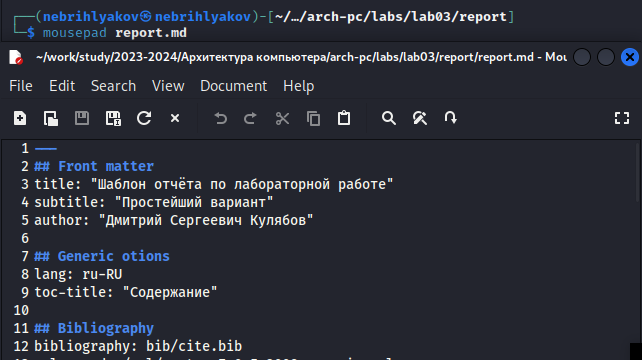 ┌──(nebrihlyakov㉿nebrihlyakov)-[~/…/arch-pc/labs/lab03/report]
└─$ mousepad report.md
~/work/study/2023-2024/Архитектура компьютера/arch-pc/labs/lab03/report/report.md - Mou
File Edit Search View Document Help
1 ---
2 ## Front matter
3 title: "Шаблон отчёта по лабораторной работе"
4 subtitle: "Простейший вариант"
5 author: "Дмитрий Сергеевич Кулябов"
6
7 ## Generic otions
8 lang: ru-RU
9 toc-title: "Содержание"
10
11 ## Bibliography
12 bibliography: bib/cite.bib